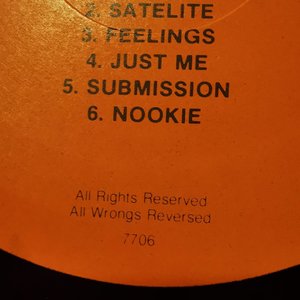 2. SATELITE
3. FEELINGS
4. JUST ME
5. SUBMISSION
6. NOOKIE
All Rights Reserved
All Wrongs Reversed
7706